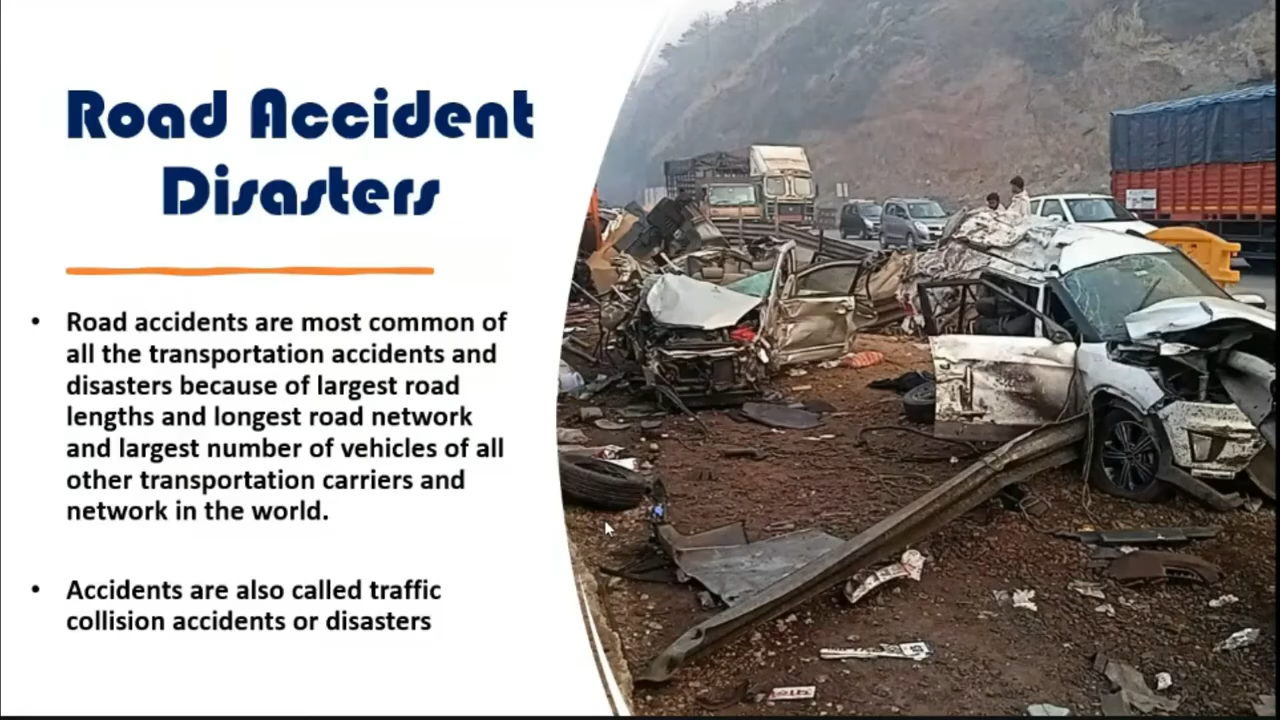 Road Accident
Disasters
• Road accidents are most common of
all the transportation accidents and
disasters because of largest road
lengths and longest road network
and largest number of vehicles of all
other transportation carriers and
network in the world.
• Accidents are also called traffic
collision accidents or disasters